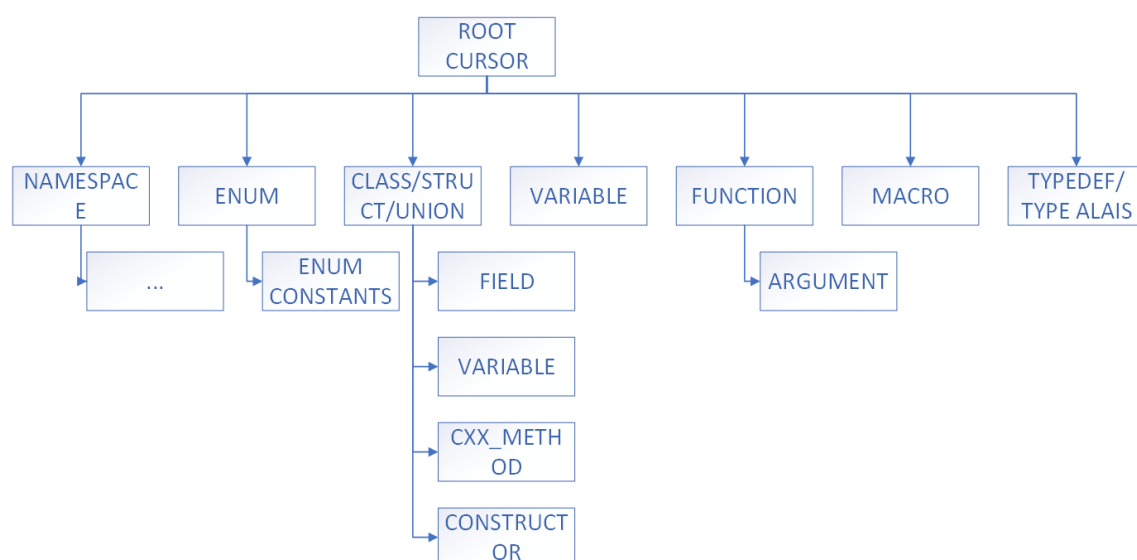 ROOT
CURSOR
NAMESPAC
E
ENUM
CLASS/STRU
CT/UNION
VARIABLE
FUNCTION
MACRO
TYPEDEF/
TYPE ALAIS
...
ENUM
CONSTANTS
FIELD
ARGUMENT
VARIABLE
CXX_METH
OD
CONSTRUCT
OR